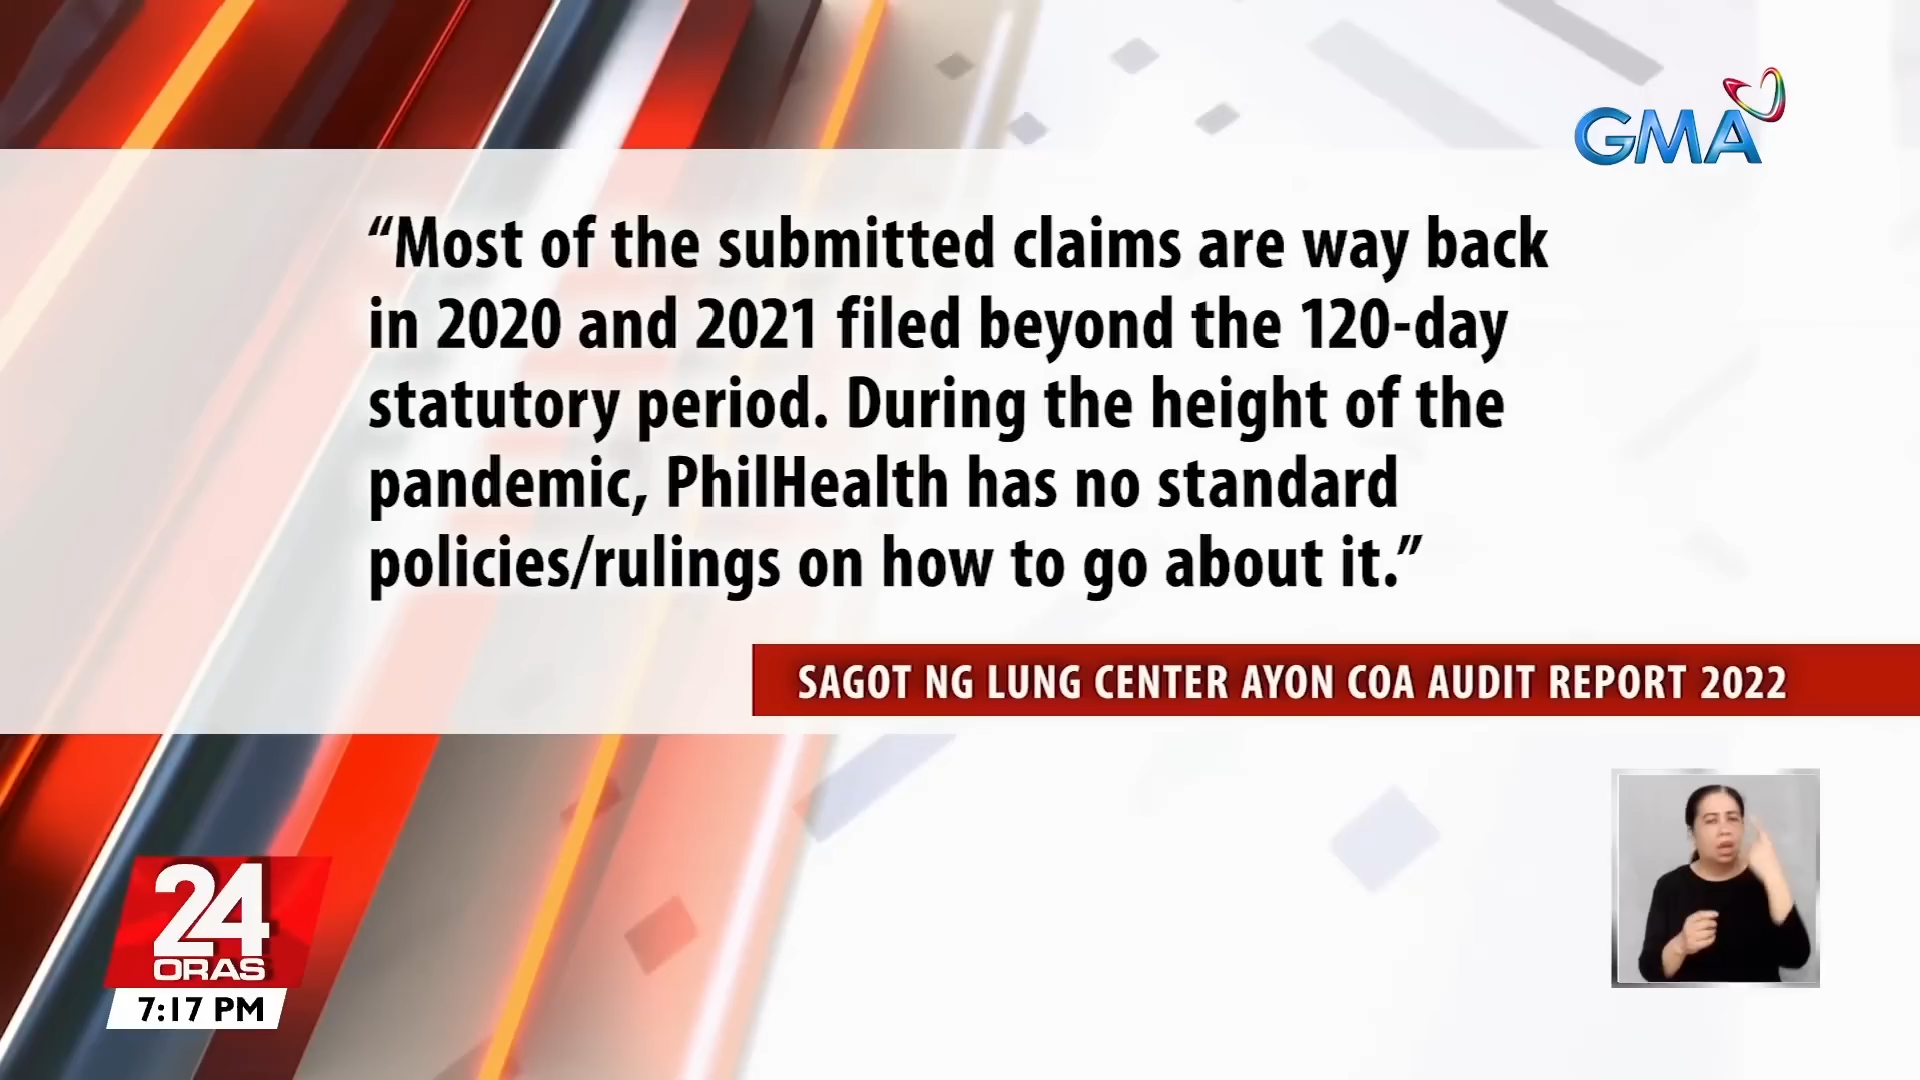 GMA
“Most of the submitted claims are way back
in 2020 and 2021 filed beyond the 120-day
statutory period. During the height of the
pandemic, PhilHealth has no standard
policies/rulings on how to go about it.”
SAGOT NG LUNG CENTER AYON COA AUDIT REPORT 2022
24
ORAS
7:17 PM